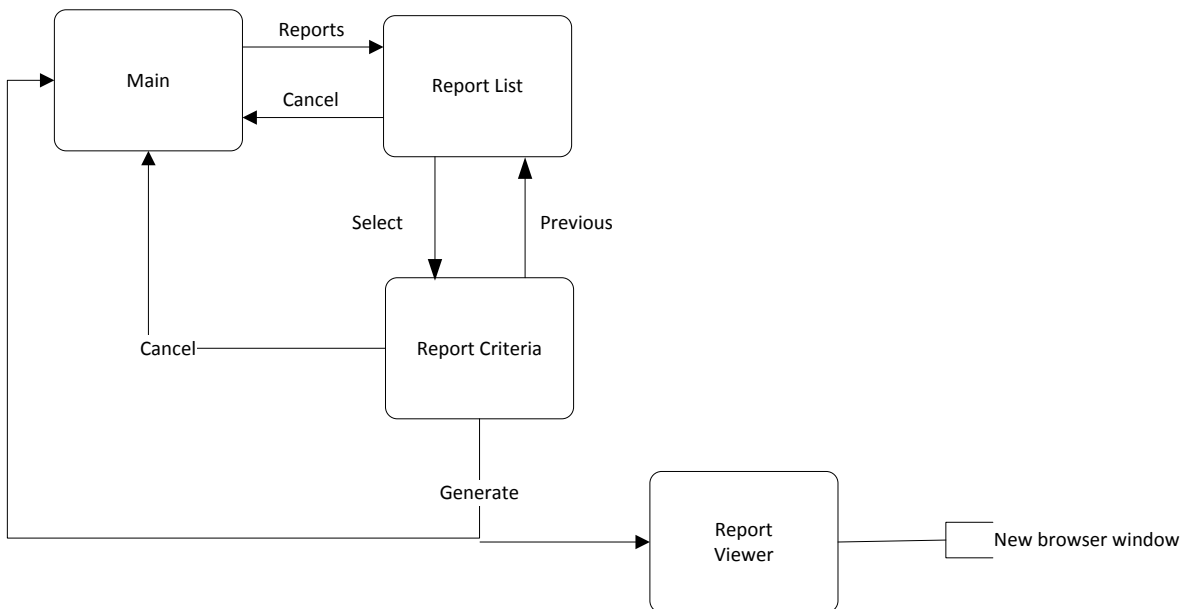 Reports
Main
Report List
Cancel
Select
Previous
Cancel
Report Criteria
Generate
Report
Viewer
New browser window